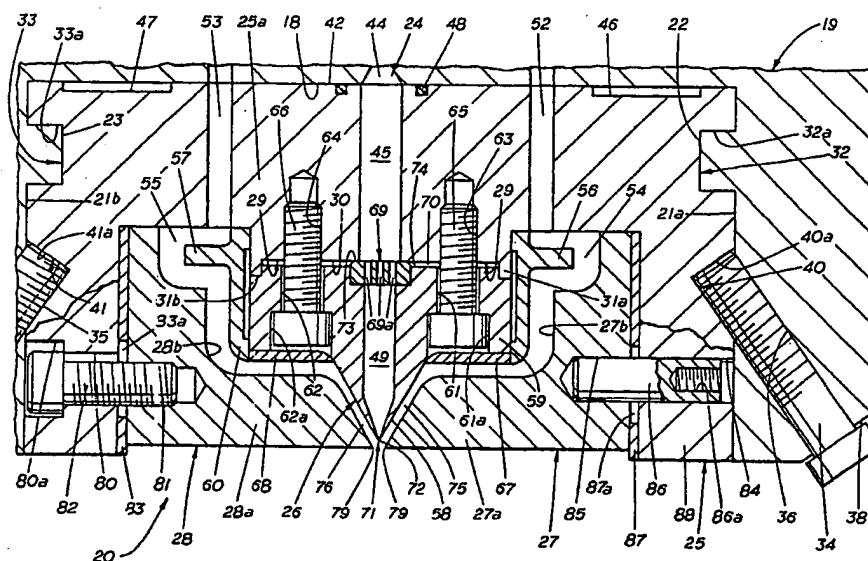 33 33a 47 53 25a 18 42 44 24 48 65 52 46 22 19
66 64 63
23 45 32a
57 74 70 32
55 29 30 69 29 56 54
21b 21a
41a 40a
31b 31a 40
41 73 69a 27b
35 33a 49
28b 62 61 59
62a 61a
80a 81 60 68 76 79 71 79 72 75 58 67 87a 86 84 36 38
82 80 83 28 28a 26 27a 27 85 87 88 86a 25 34
20